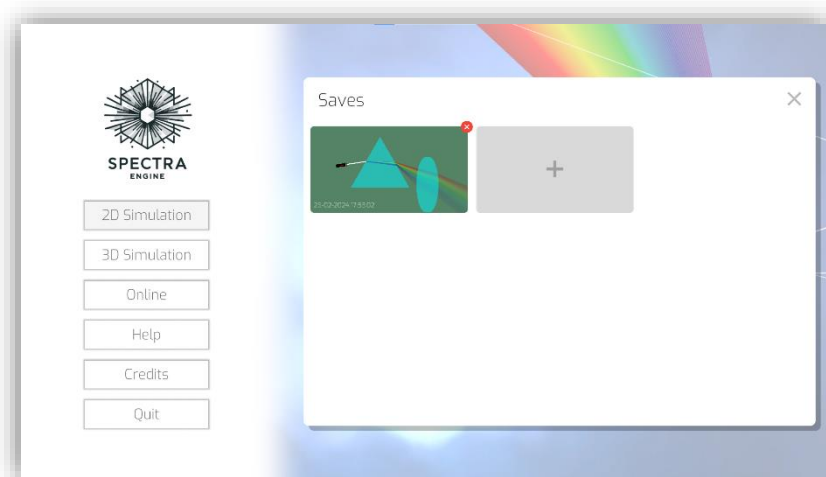 SPECTRA
ENGINE
2D Simulation
3D Simulation
Online
Help
Credits
Quit
Saves